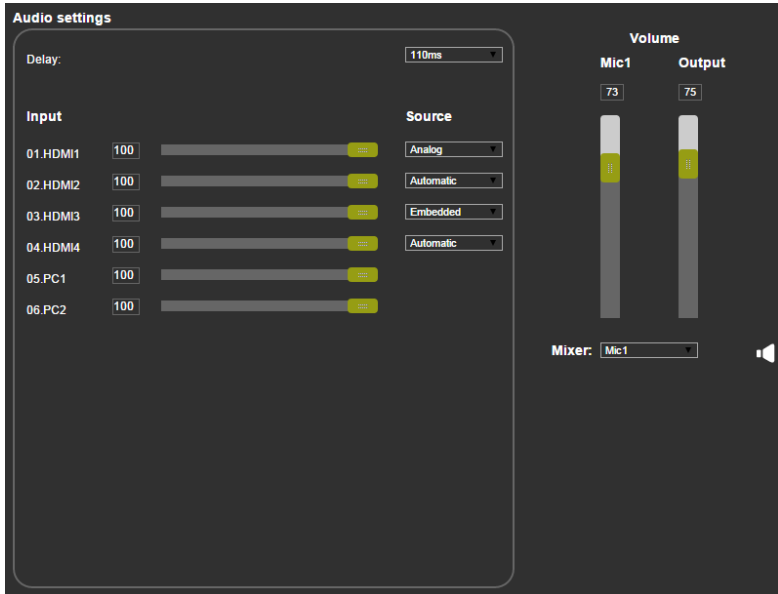 Audio settings
Delay: 110ms
Input Source
01.HDMI1 100 Analog
02.HDMI2 100 Automatic
03.HDMI3 100 Embedded
04.HDMI4 100 Automatic
05.PC1 100
06.PC2 100
Volume
Mic1 Output
73 75
Mixer: Mic1